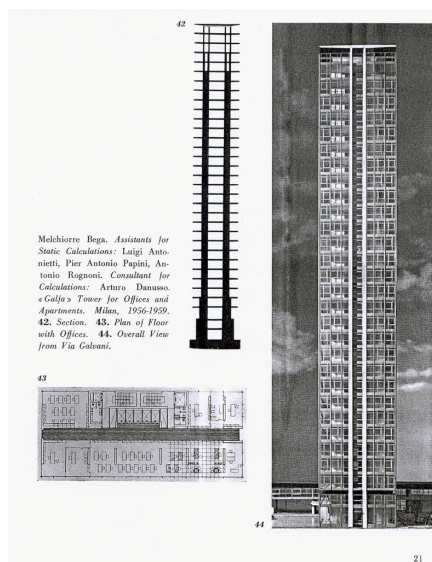 42
Melchiorre Bega. Assistants for
Static Calculations: Luigi Anto-
nietti, Pier Antonio Papini, An-
tonio Rognoni. Consultant for
Calculations: Arturo Danusso.
« Galfa » Tower for Offices and
Apartments. Milan, 1956-1959.
42. Section. 43. Plan of Floor
with Offices. 44. Overall View
from Via Galvani.
43
44
21